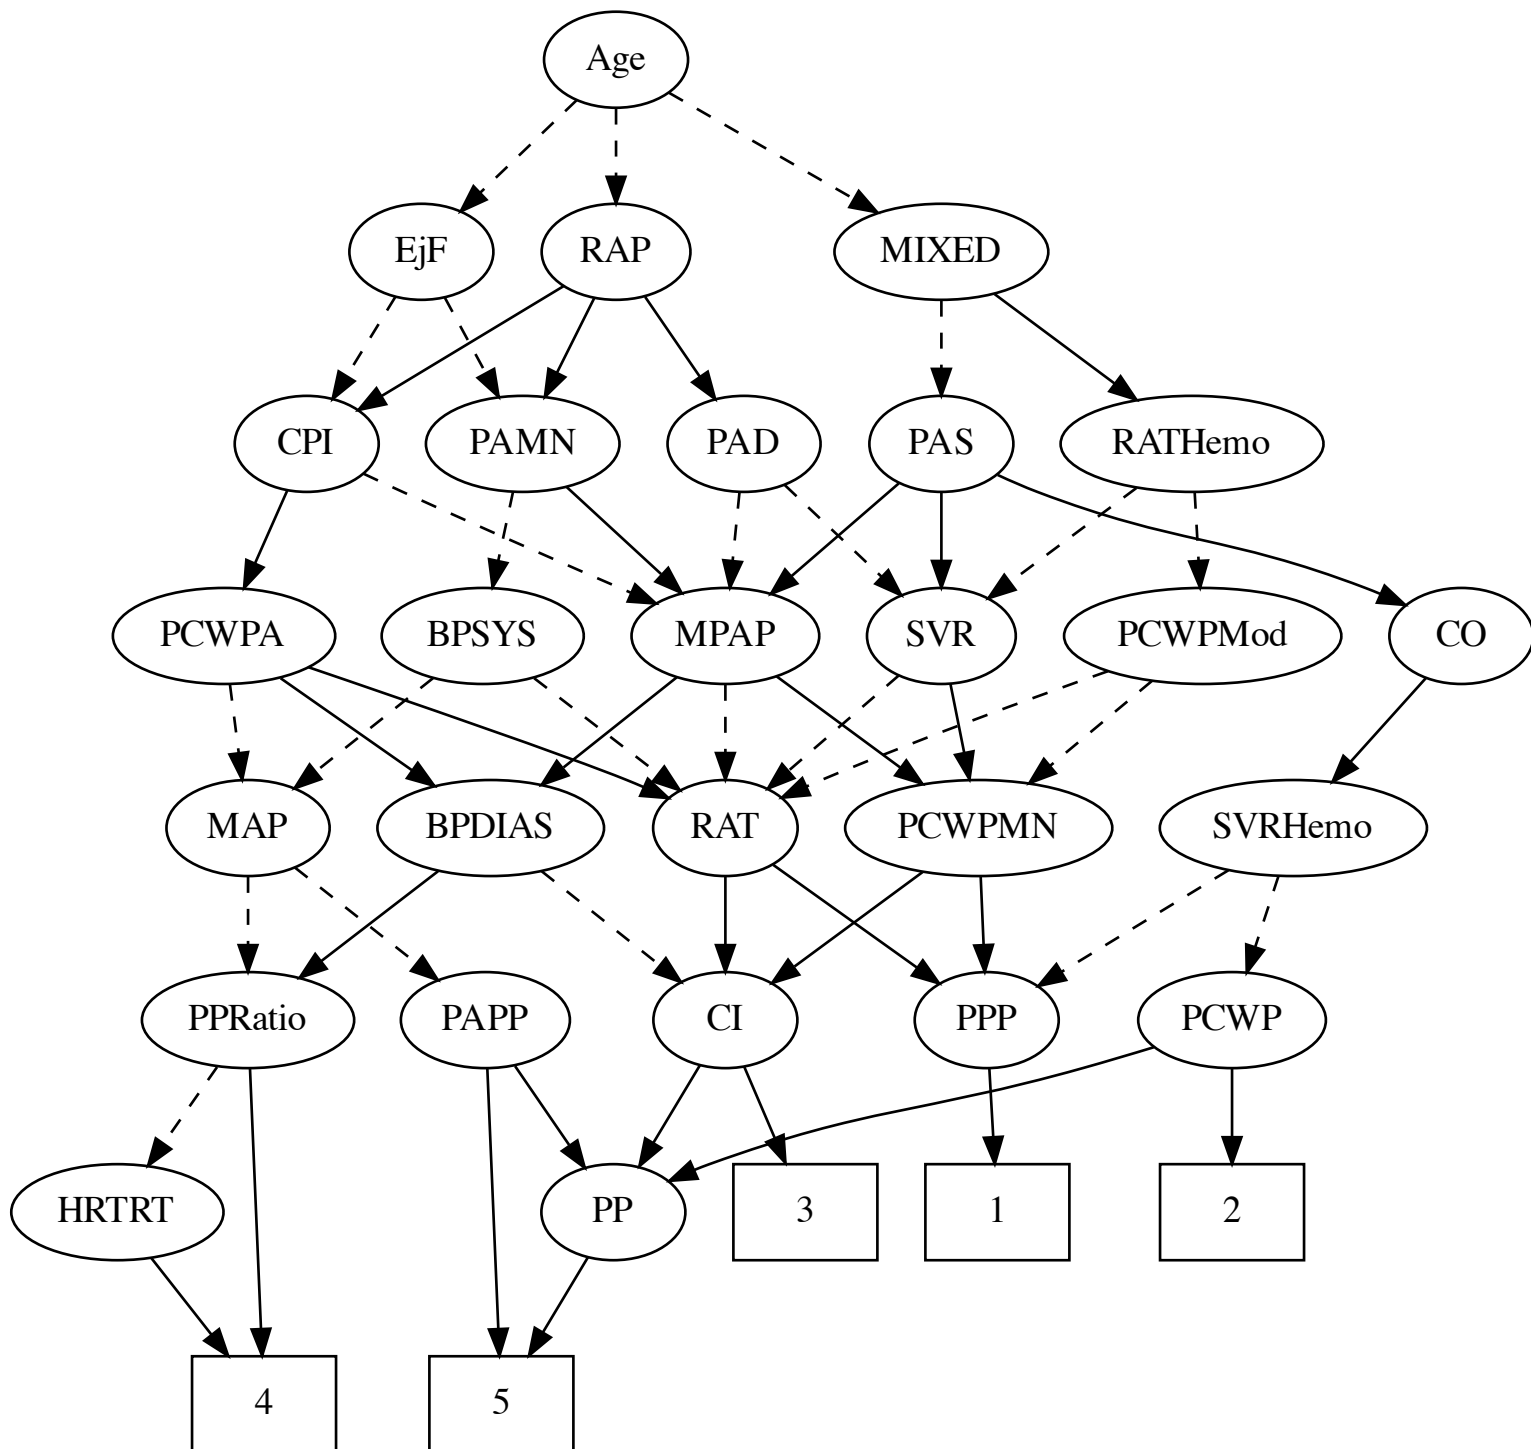 Age
EjF RAP MIXED
CPI PAMN PAD PAS RATHemo
PCWPA BPSYS MPAP SVR PCWPMod CO
MAP BPDIAS RAT PCWPMN SVRHemo
PPRatio PAPP CI PPP PCWP
HRTRT PP 3 1 2
4 5